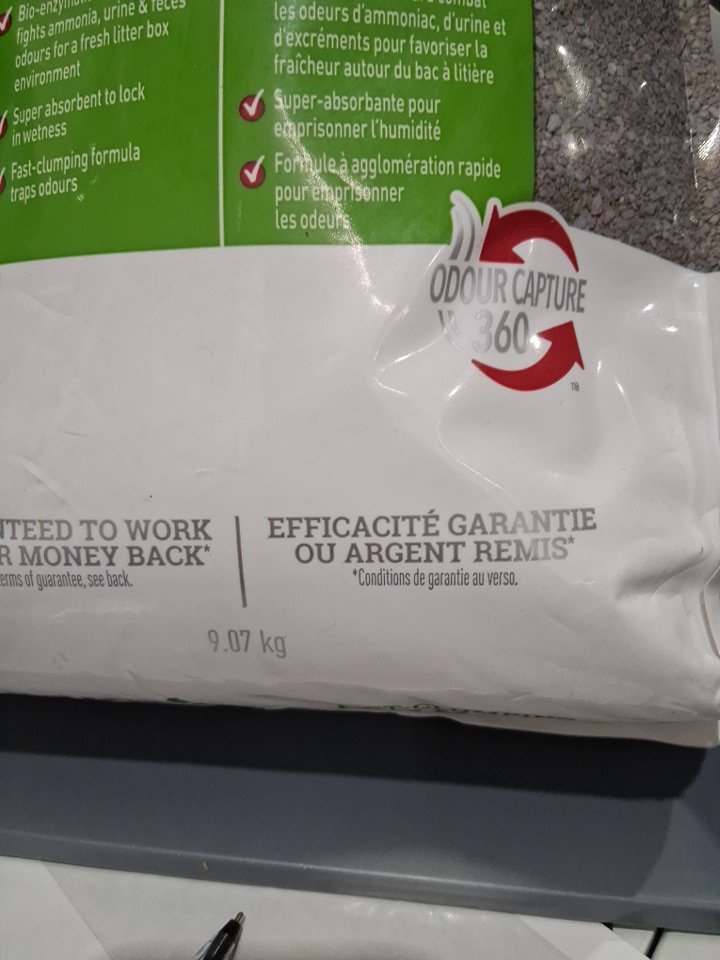 fights ammonia, urine & feces
odours for a fresh litter box
environment
Super absorbent to lock
in wetness
Fast-clumping formula
traps odours
les odeurs d'ammoniac, d'urine et
d'excréments pour favoriser la
fraîcheur autour du bac à litière
Super-absorbante pour
emprisonner l'humidité
Formule à agglomération rapide
pour emprisonner
les odeurs
ODOUR CAPTURE
360
NTEED TO WORK
R MONEY BACK*
erms of guarantee, see back.
EFFICACITÉ GARANTIE
OU ARGENT REMIS*
*Conditions de garantie au verso.
9.07 kg